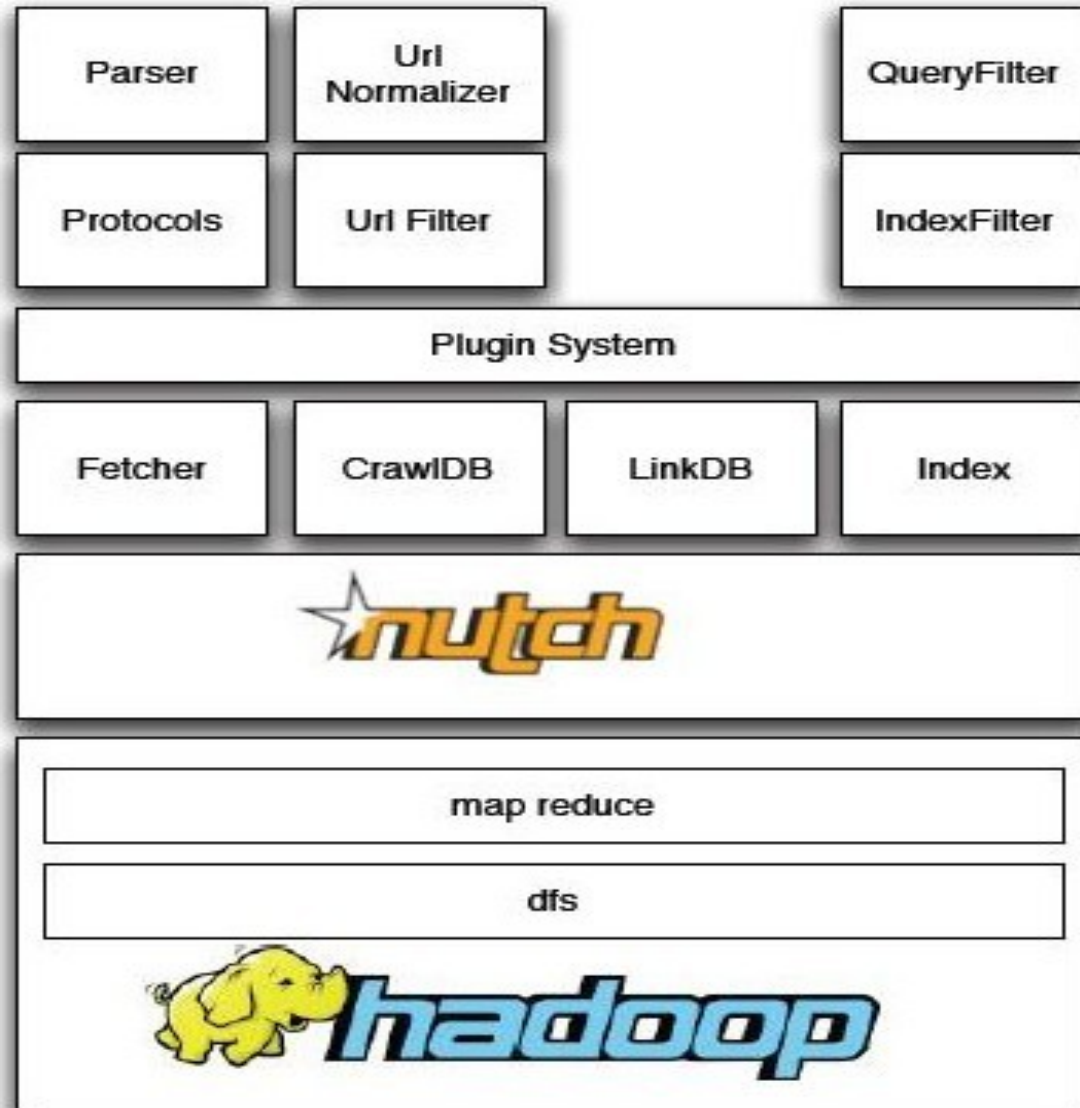 Parser
Url
Normalizer
QueryFilter
Protocols
Url Filter
IndexFilter
Plugin System
Fetcher
CrawlDB
LinkDB
Index
nutch
map reduce
dfs
hadoop